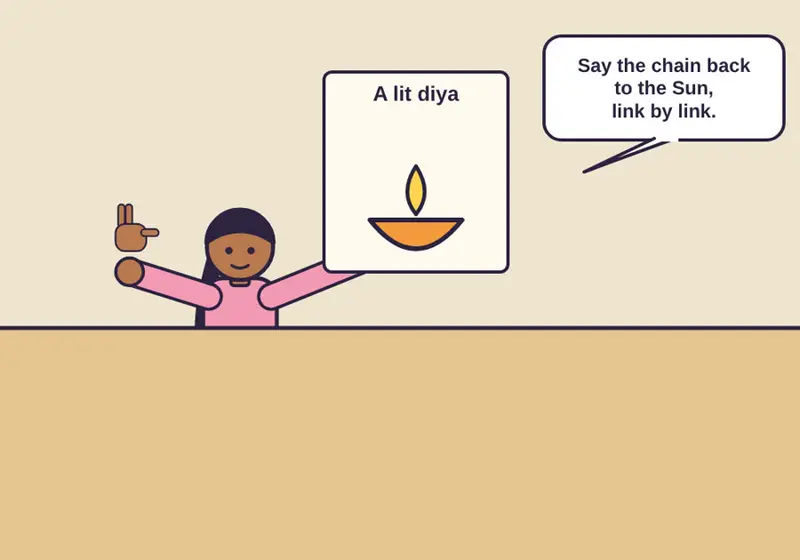 A lit diya
Say the chain back
to the Sun,
link by link.